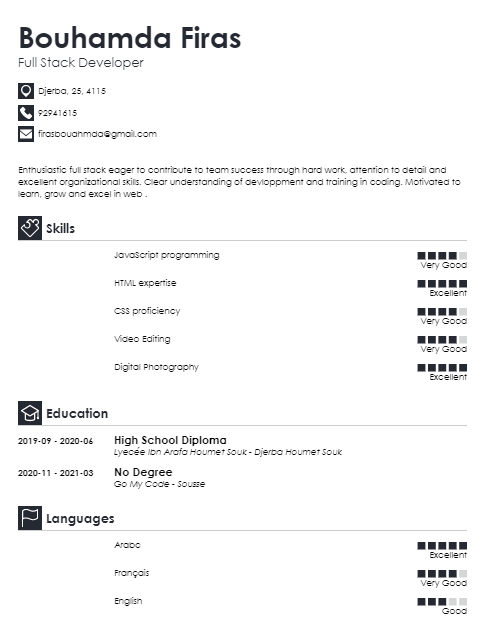 Bouhamda Firas
Full Stack Developer
Djerba, 25, 4115
92941615
firasbouahmda@gmail.com
Enthusiastic full stack eager to contribute to team success through hard work, attention to detail and
excellent organizational skills. Clear understanding of devloppment and training in coding. Motivated to
learn, grow and excel in web .
Skills
JavaScript programming
Very Good
HTML expertise
Excellent
CSS proficiency
Very Good
Video Editing
Very Good
Digital Photography
Excellent
Education
2019-09 - 2020-06 High School Diploma
Lyecée Ibn Arafa Houmet Souk - Djerba Houmet Souk
2020-11 - 2021-03 No Degree
Go My Code - Sousse
Languages
Arabc
Excellent
Français
Very Good
English
Good